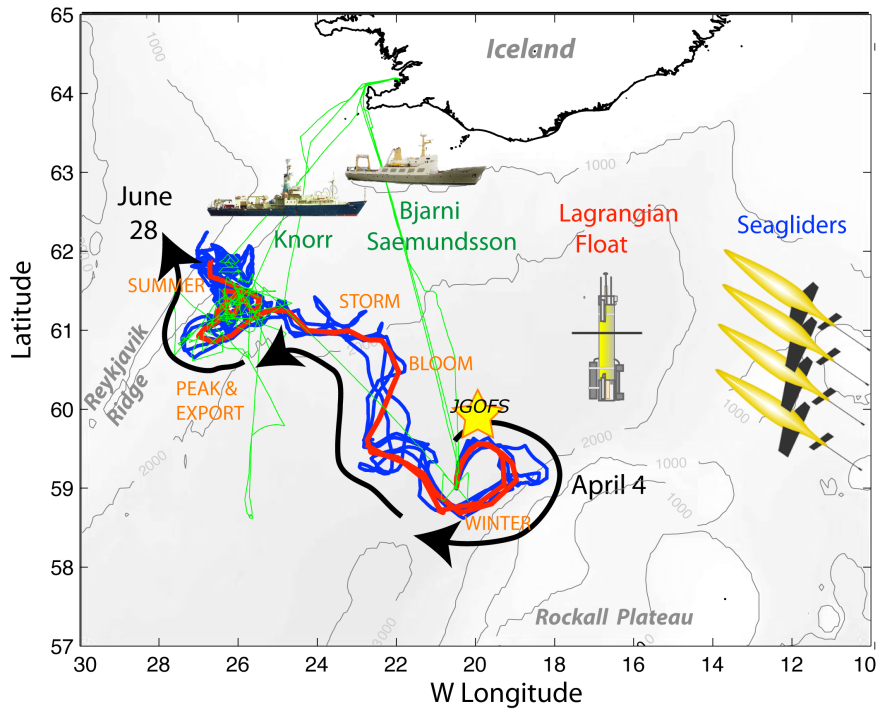 65
64
63
62
61
60
59
58
57
Latitude
30
28
26
24
22
20
18
16
14
12
10
W Longitude
Iceland
1000
1000
1000
June
28
Knorr
Bjarni
Saemundsson
Lagrangian
Float
Seagliders
SUMMER
STORM
BLOOM
PEAK &
EXPORT
Reykjavik
Ridge
JGOFS
1000
2000
2000
1000
April 4
WINTER
Rockall Plateau